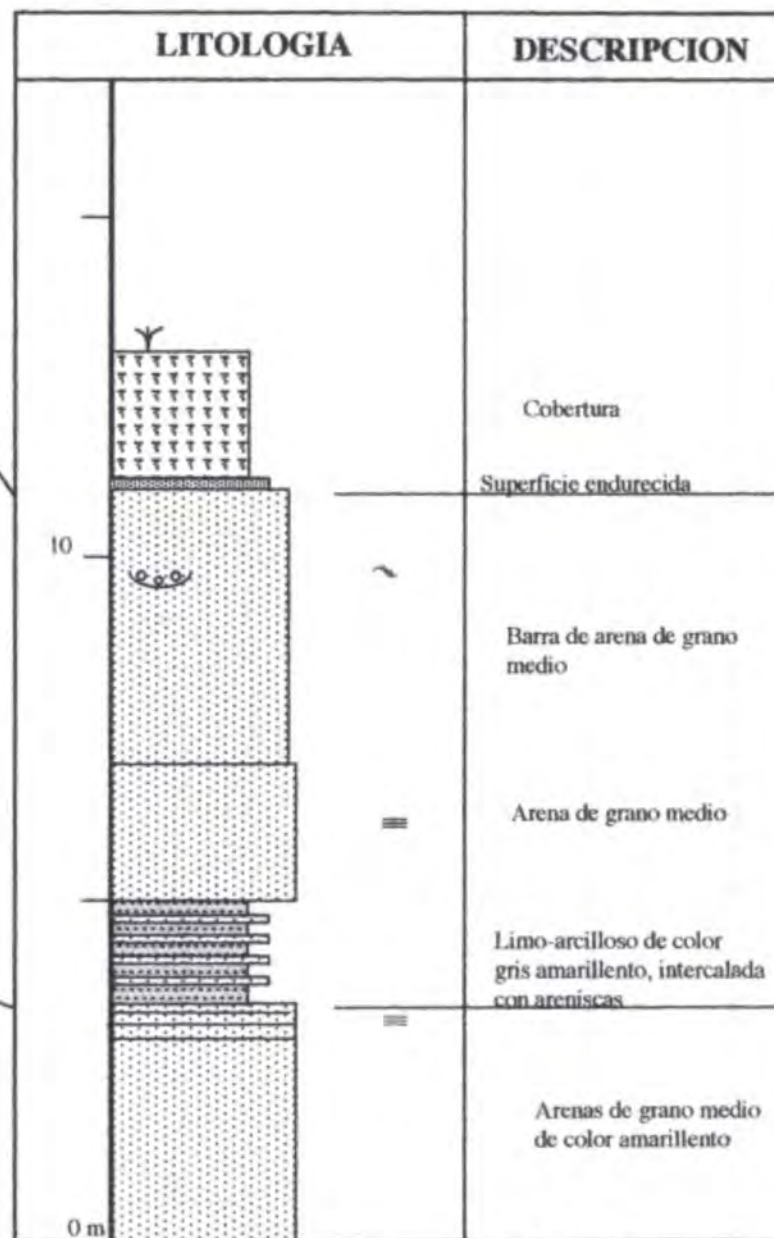 LITOLOGIA
DESCRIPCION
Cobertura
Superficie endurecida
10
Barra de arena de grano
medio
Arena de grano medio
Limo-arcilloso de color
gris amarillento, intercalada
con areniscas
Arenas de grano medio
de color amarillento
0 m